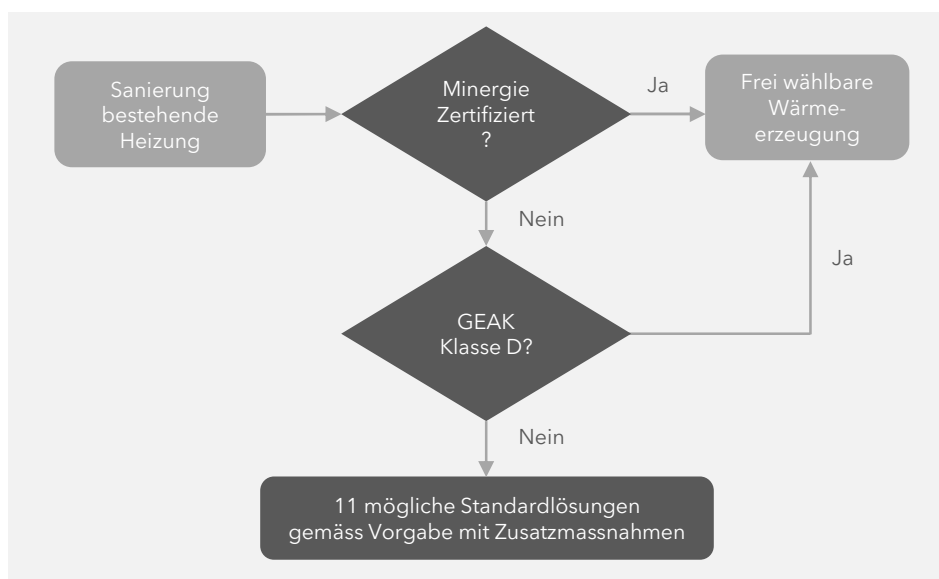 Sanierung
bestehende
Heizung
Minergie
Zertifiziert
?
Ja
Frei wählbare
Wärme-
erzeugung
Nein
GEAK
Klasse D?
Ja
Nein
11 mögliche Standardlösungen
gemäss Vorgabe mit Zusatzmassnahmen